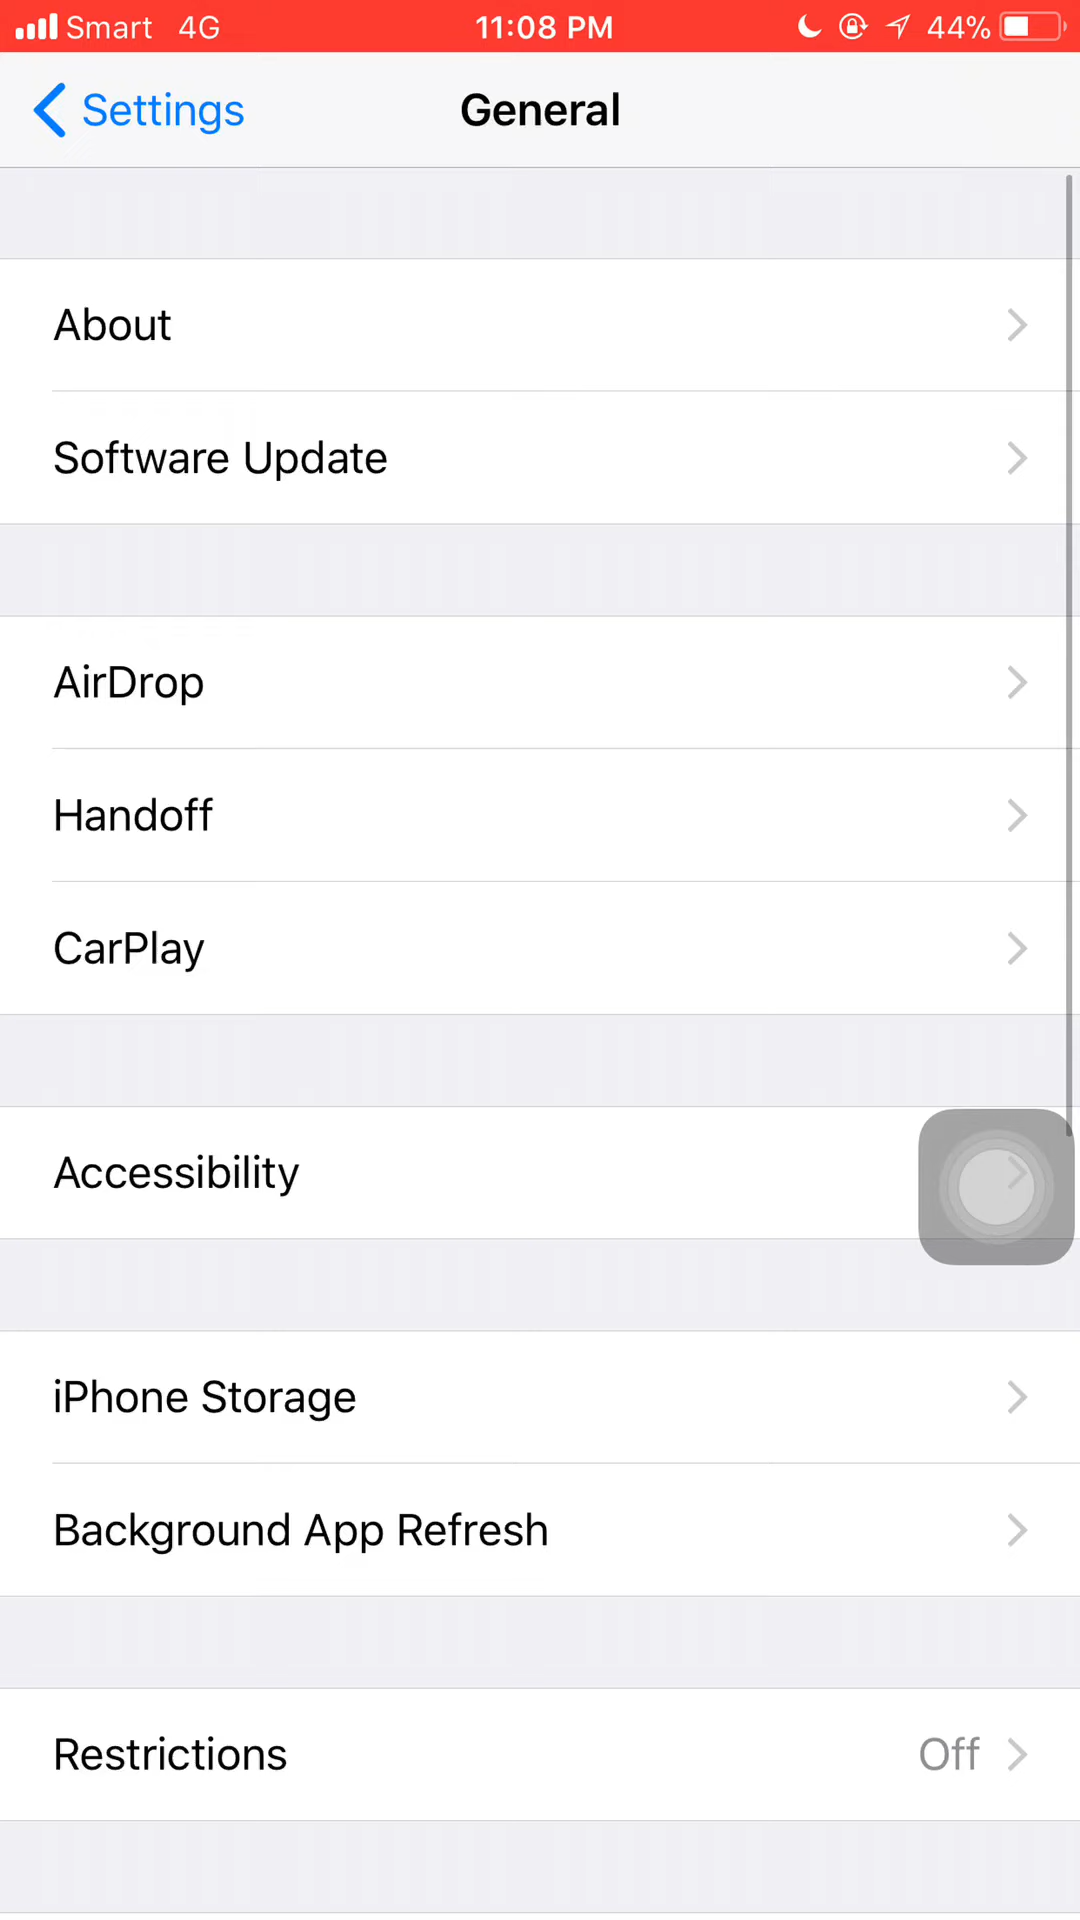 Smart 4G 11:08 PM 44%
Settings General
About
Software Update
AirDrop
Handoff
CarPlay
Accessibility
iPhone Storage
Background App Refresh
Restrictions Off